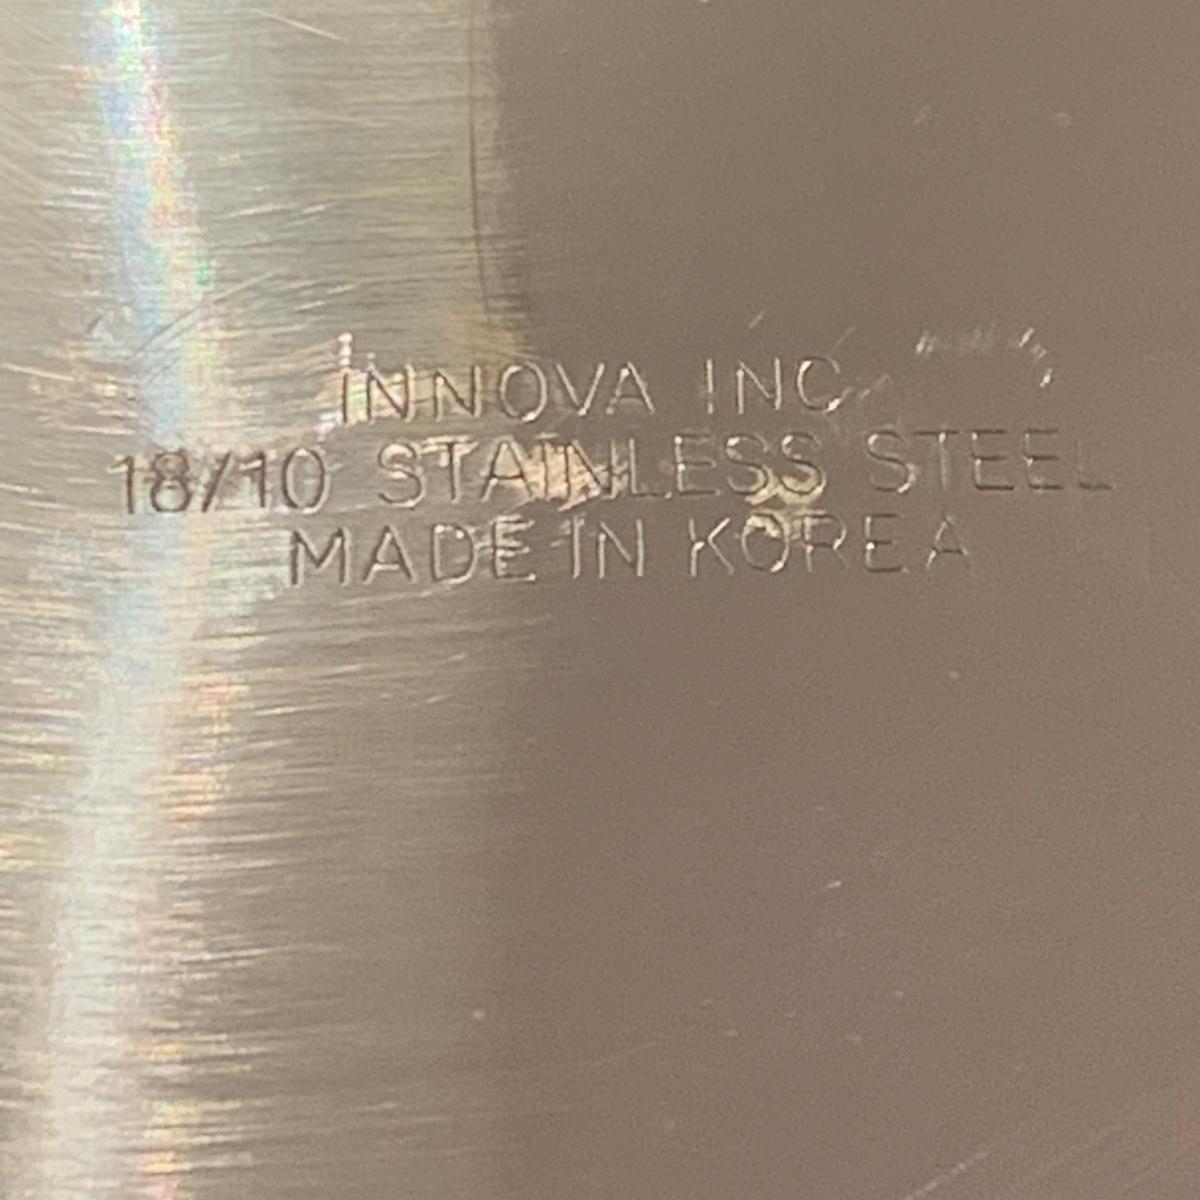 INNOVA INC
18/10 STAINLESS STEEL
MADE IN KOREA